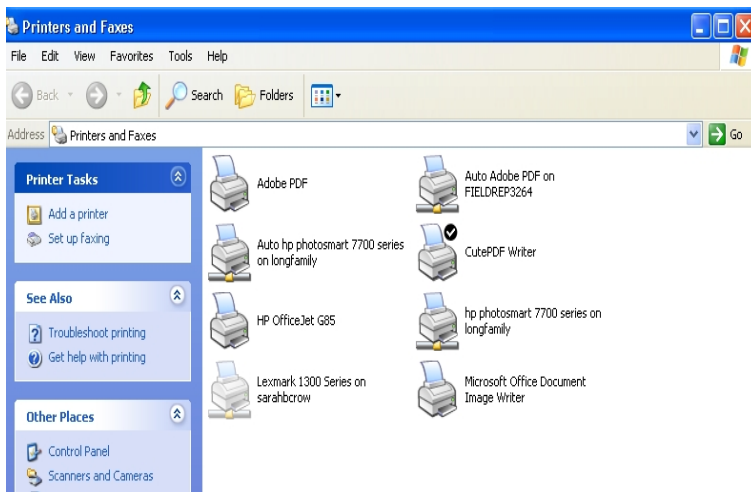 Printers and Faxes
File Edit View Favorites Tools Help
Back Search Folders
Address Printers and Faxes Go
Printer Tasks
Add a printer
Set up faxing
See Also
Troubleshoot printing
Get help with printing
Other Places
Control Panel
Scanners and Cameras
Adobe PDF
Auto Adobe PDF on
FIELDREP3264
Auto hp photosmart 7700 series
on longfamily
CutePDF Writer
HP OfficeJet G85
hp photosmart 7700 series on
longfamily
Lexmark 1300 Series on
sarahbcrow
Microsoft Office Document
Image Writer